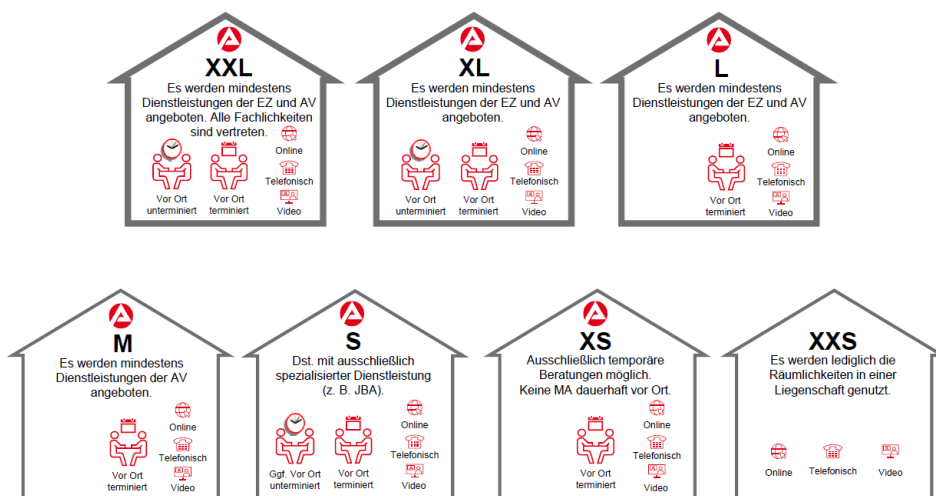 XXL
Es werden mindestens
Dienstleistungen der EZ und AV
angeboten. Alle Fachlichkeiten
sind vertreten.
Online
Telefonisch
Vor Ort
unterminiert
Vor Ort
terminiert
Video
XL
Es werden mindestens
Dienstleistungen der EZ und AV
angeboten.
Online
Telefonisch
Vor Ort
unterminiert
Vor Ort
terminiert
Video
L
Es werden mindestens
Dienstleistungen der EZ und AV
angeboten.
Online
Telefonisch
Vor Ort
terminiert
Video
M
Es werden mindestens
Dienstleistungen der AV
angeboten.
Online
Telefonisch
Vor Ort
terminiert
Video
S
Dst. mit ausschließlich
spezialisierter Dienstleistung
(z. B. JBA).
Online
Telefonisch
Ggf. Vor Ort
unterminiert
Vor Ort
terminiert
Video
XS
Ausschließlich temporäre
Beratungen möglich.
Keine MA dauerhaft vor Ort.
Online
Telefonisch
Vor Ort
terminiert
Video
XXS
Es werden lediglich die
Räumlichkeiten in einer
Liegenschaft genutzt.
Online
Telefonisch
Video